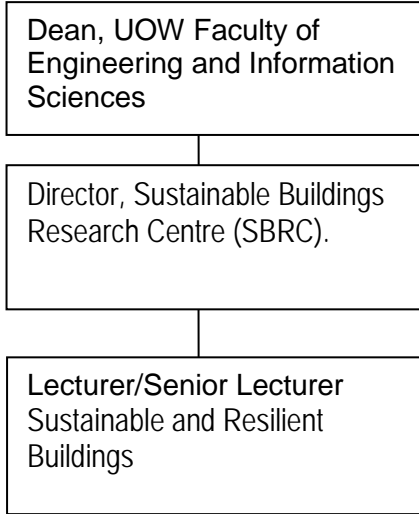 Dean, UOW Faculty of
Engineering and Information
Sciences
Director, Sustainable Buildings
Research Centre (SBRC).
Lecturer/Senior Lecturer
Sustainable and Resilient
Buildings